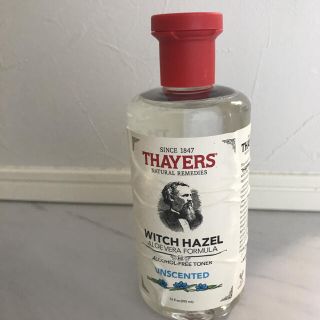 SINCE 1847
THAYERS
NATURAL REMEDIES
WITCH HAZEL
ALOE VERA FORMULA
ALCOHOL-FREE TONER
UNSCENTED